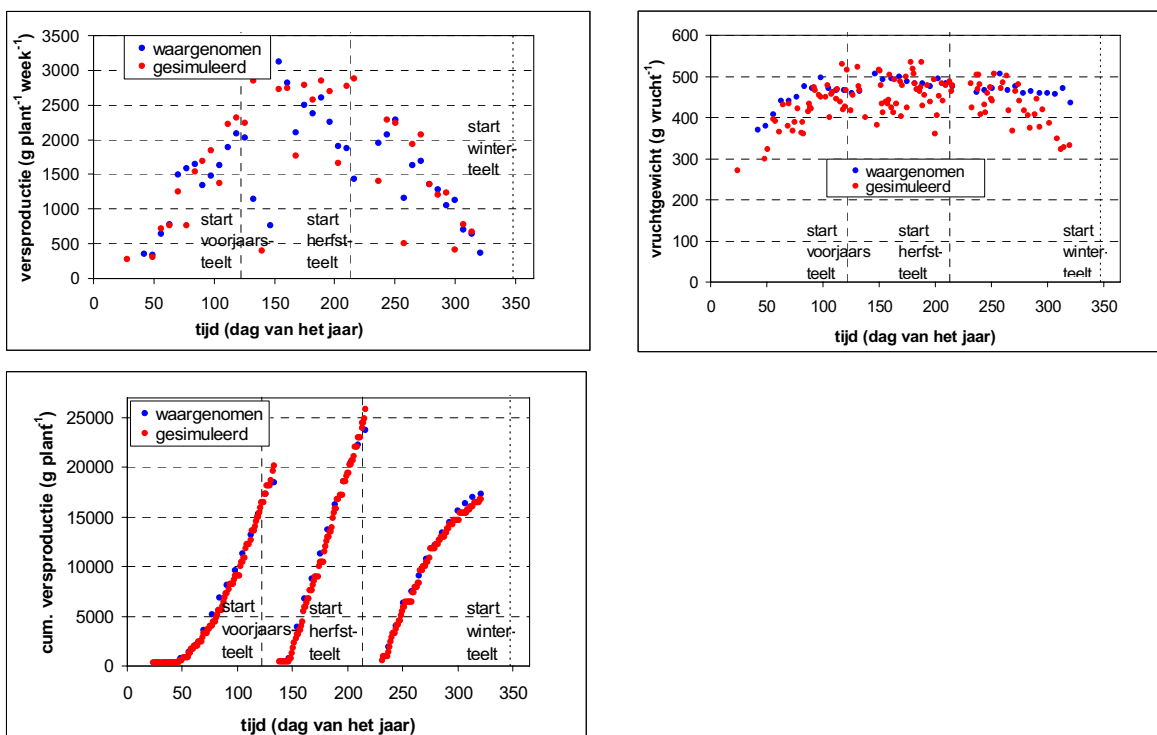 versproductie (g plant⁻¹ week⁻¹)
3500
3000
2500
2000
1500
1000
500
0
waargenomen
gesimuleerd
start
voorjaars-
teelt
start
herfst-
teelt
start
winter-
teelt
0 50 100 150 200 250 300 350
tijd (dag van het jaar)
vruchtgewicht (g vrucht⁻¹)
600
500
400
300
200
100
0
waargenomen
gesimuleerd
start
voorjaars
teelt
start
herfst-
teelt
start
winter-
teelt
0 50 100 150 200 250 300 350
tijd (dag van het jaar)
cum. versproductie (g plant⁻¹)
25000
20000
15000
10000
5000
0
waargenomen
gesimuleerd
start
voorjaars-
teelt
start
herfst-
teelt
start
winter-
teelt
0 50 100 150 200 250 300 350
tijd (dag van het jaar)